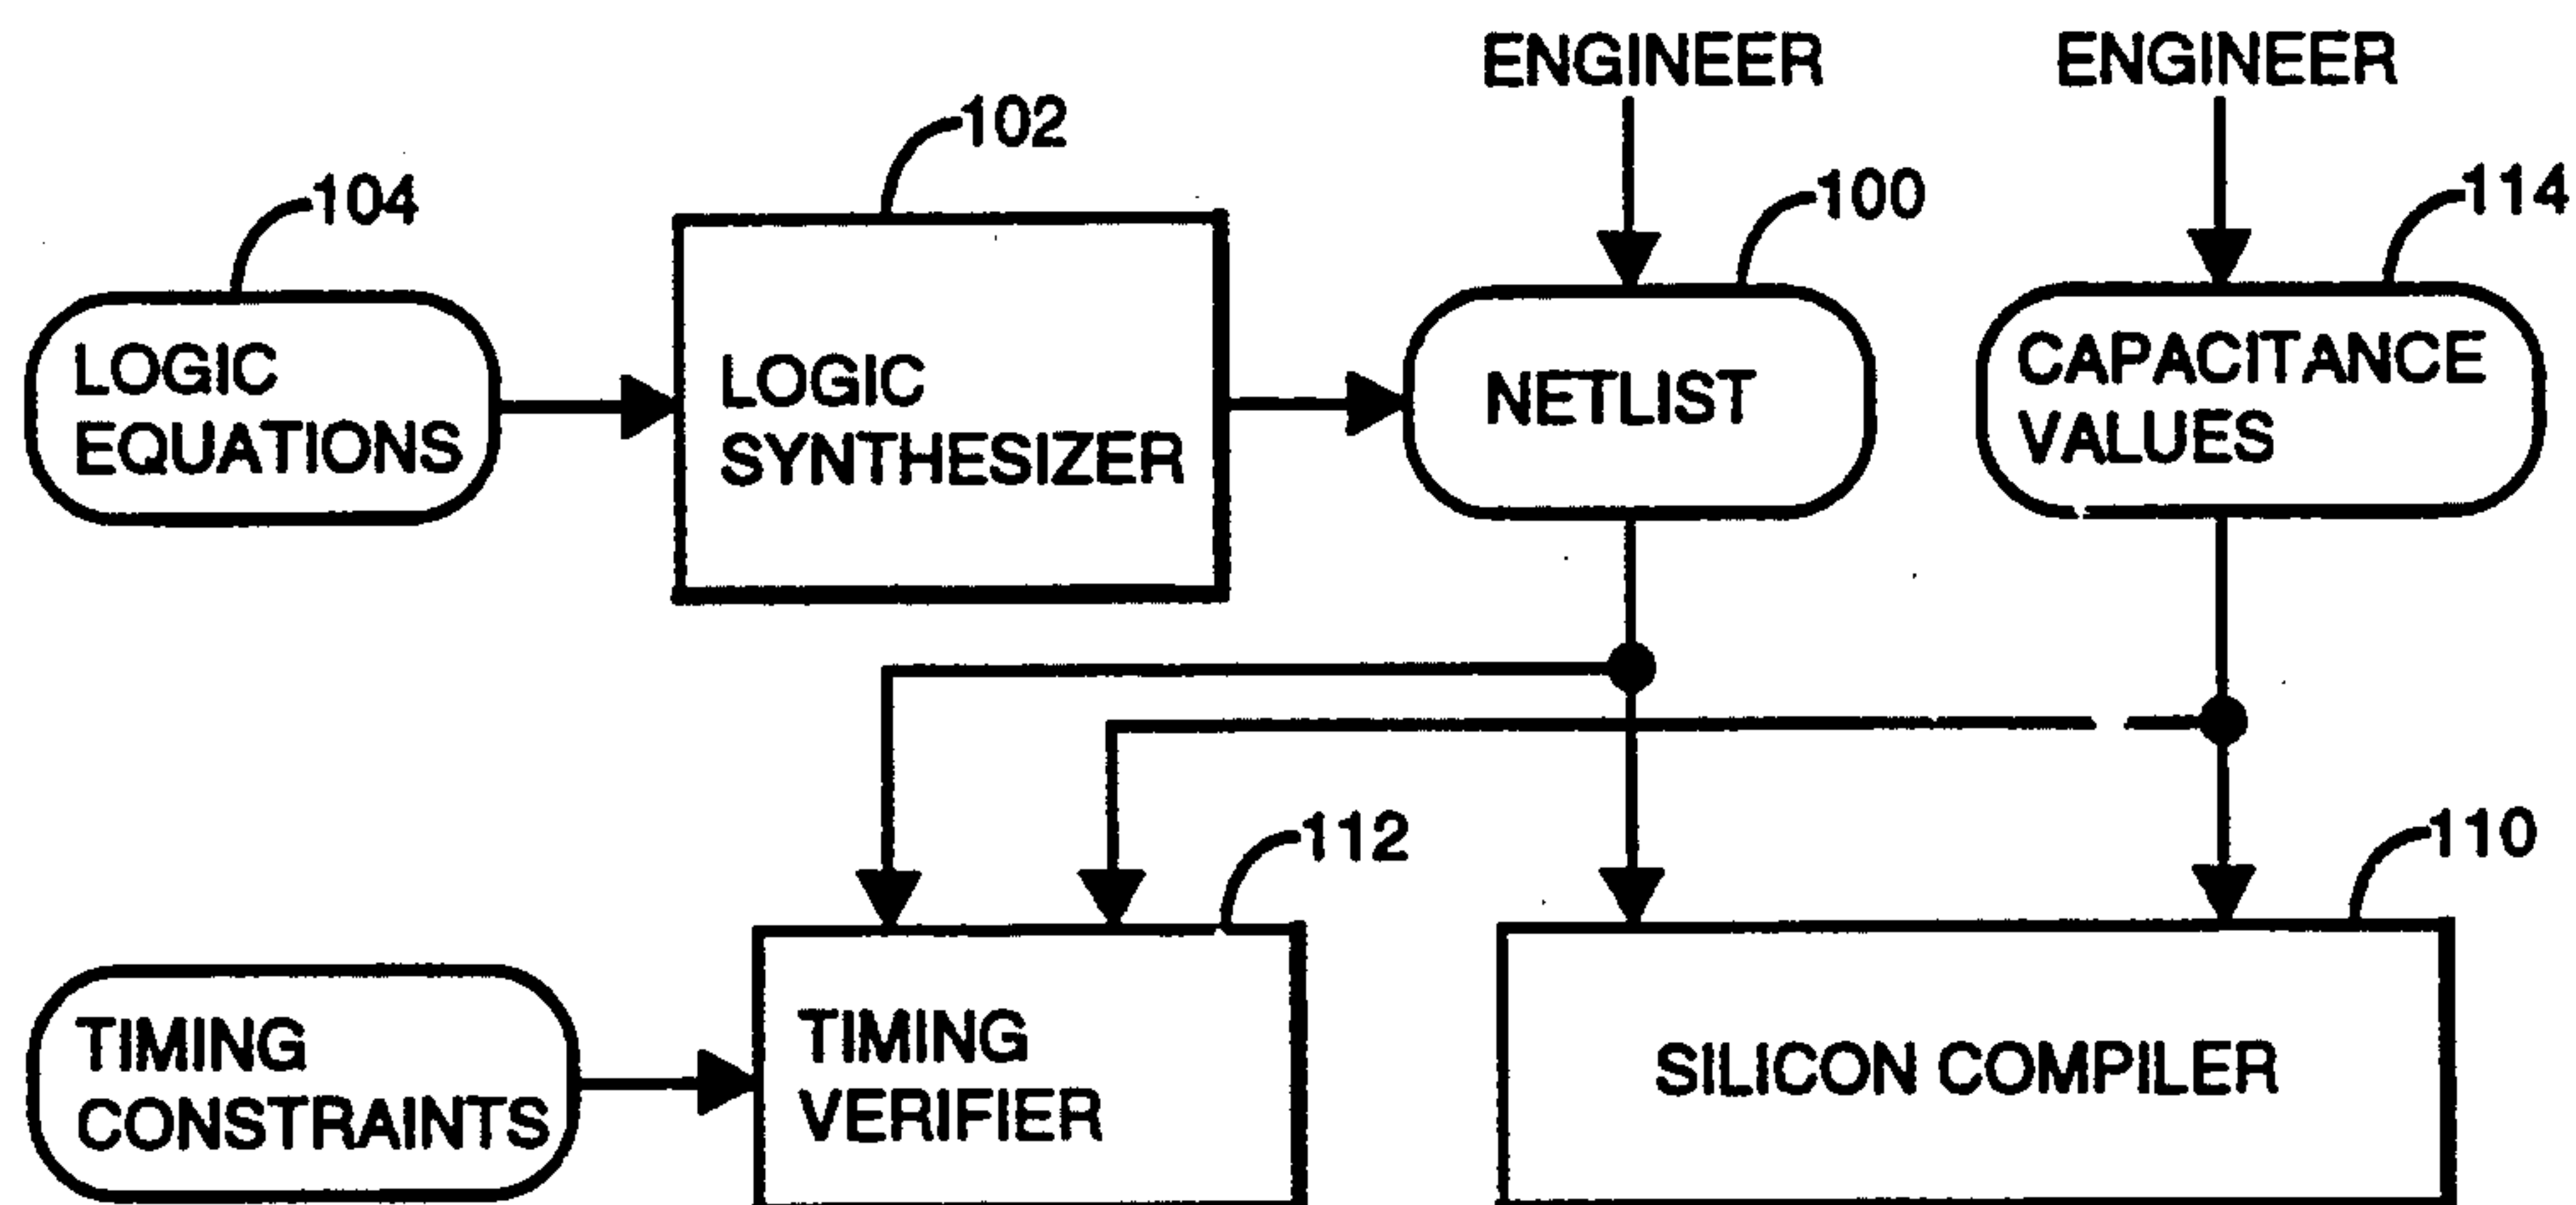 ENGINEER
ENGINEER
102
104
100
114
LOGIC
EQUATIONS
LOGIC
SYNTHESIZER
NETLIST
CAPACITANCE
VALUES
112
110
TIMING
CONSTRAINTS
TIMING
VERIFIER
SILICON COMPILER